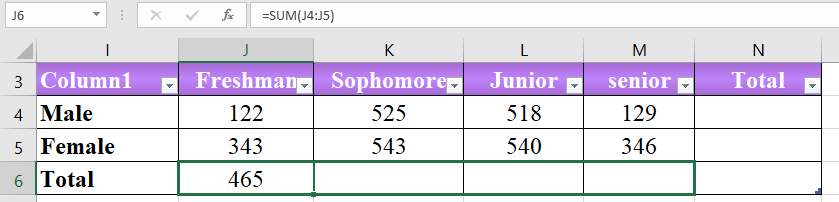 J6 fx =SUM(J4:J5)
I J K L M N
3 Column1 Freshman Sophomore Junior senior Total
4 Male 122 525 518 129
5 Female 343 543 540 346
6 Total 465